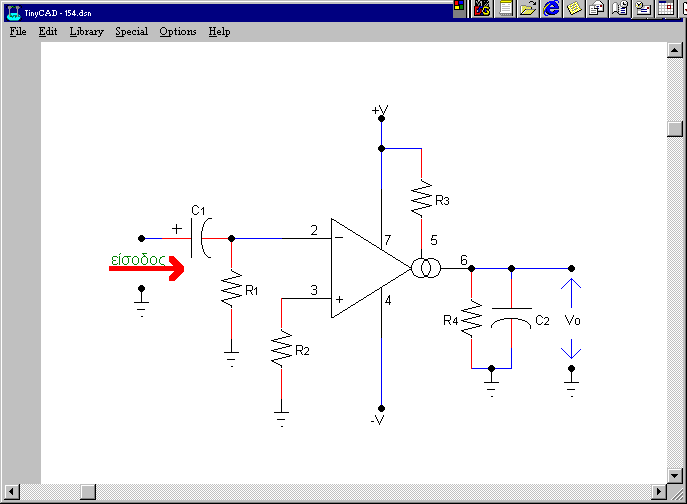 TinyCAD - 154.dsn
File Edit Library Special Options Help
+V
R3
C1
+
2
7
5
−
6
είσοδος
3
+
4
R1
R4
C2
Vo
R2
-V